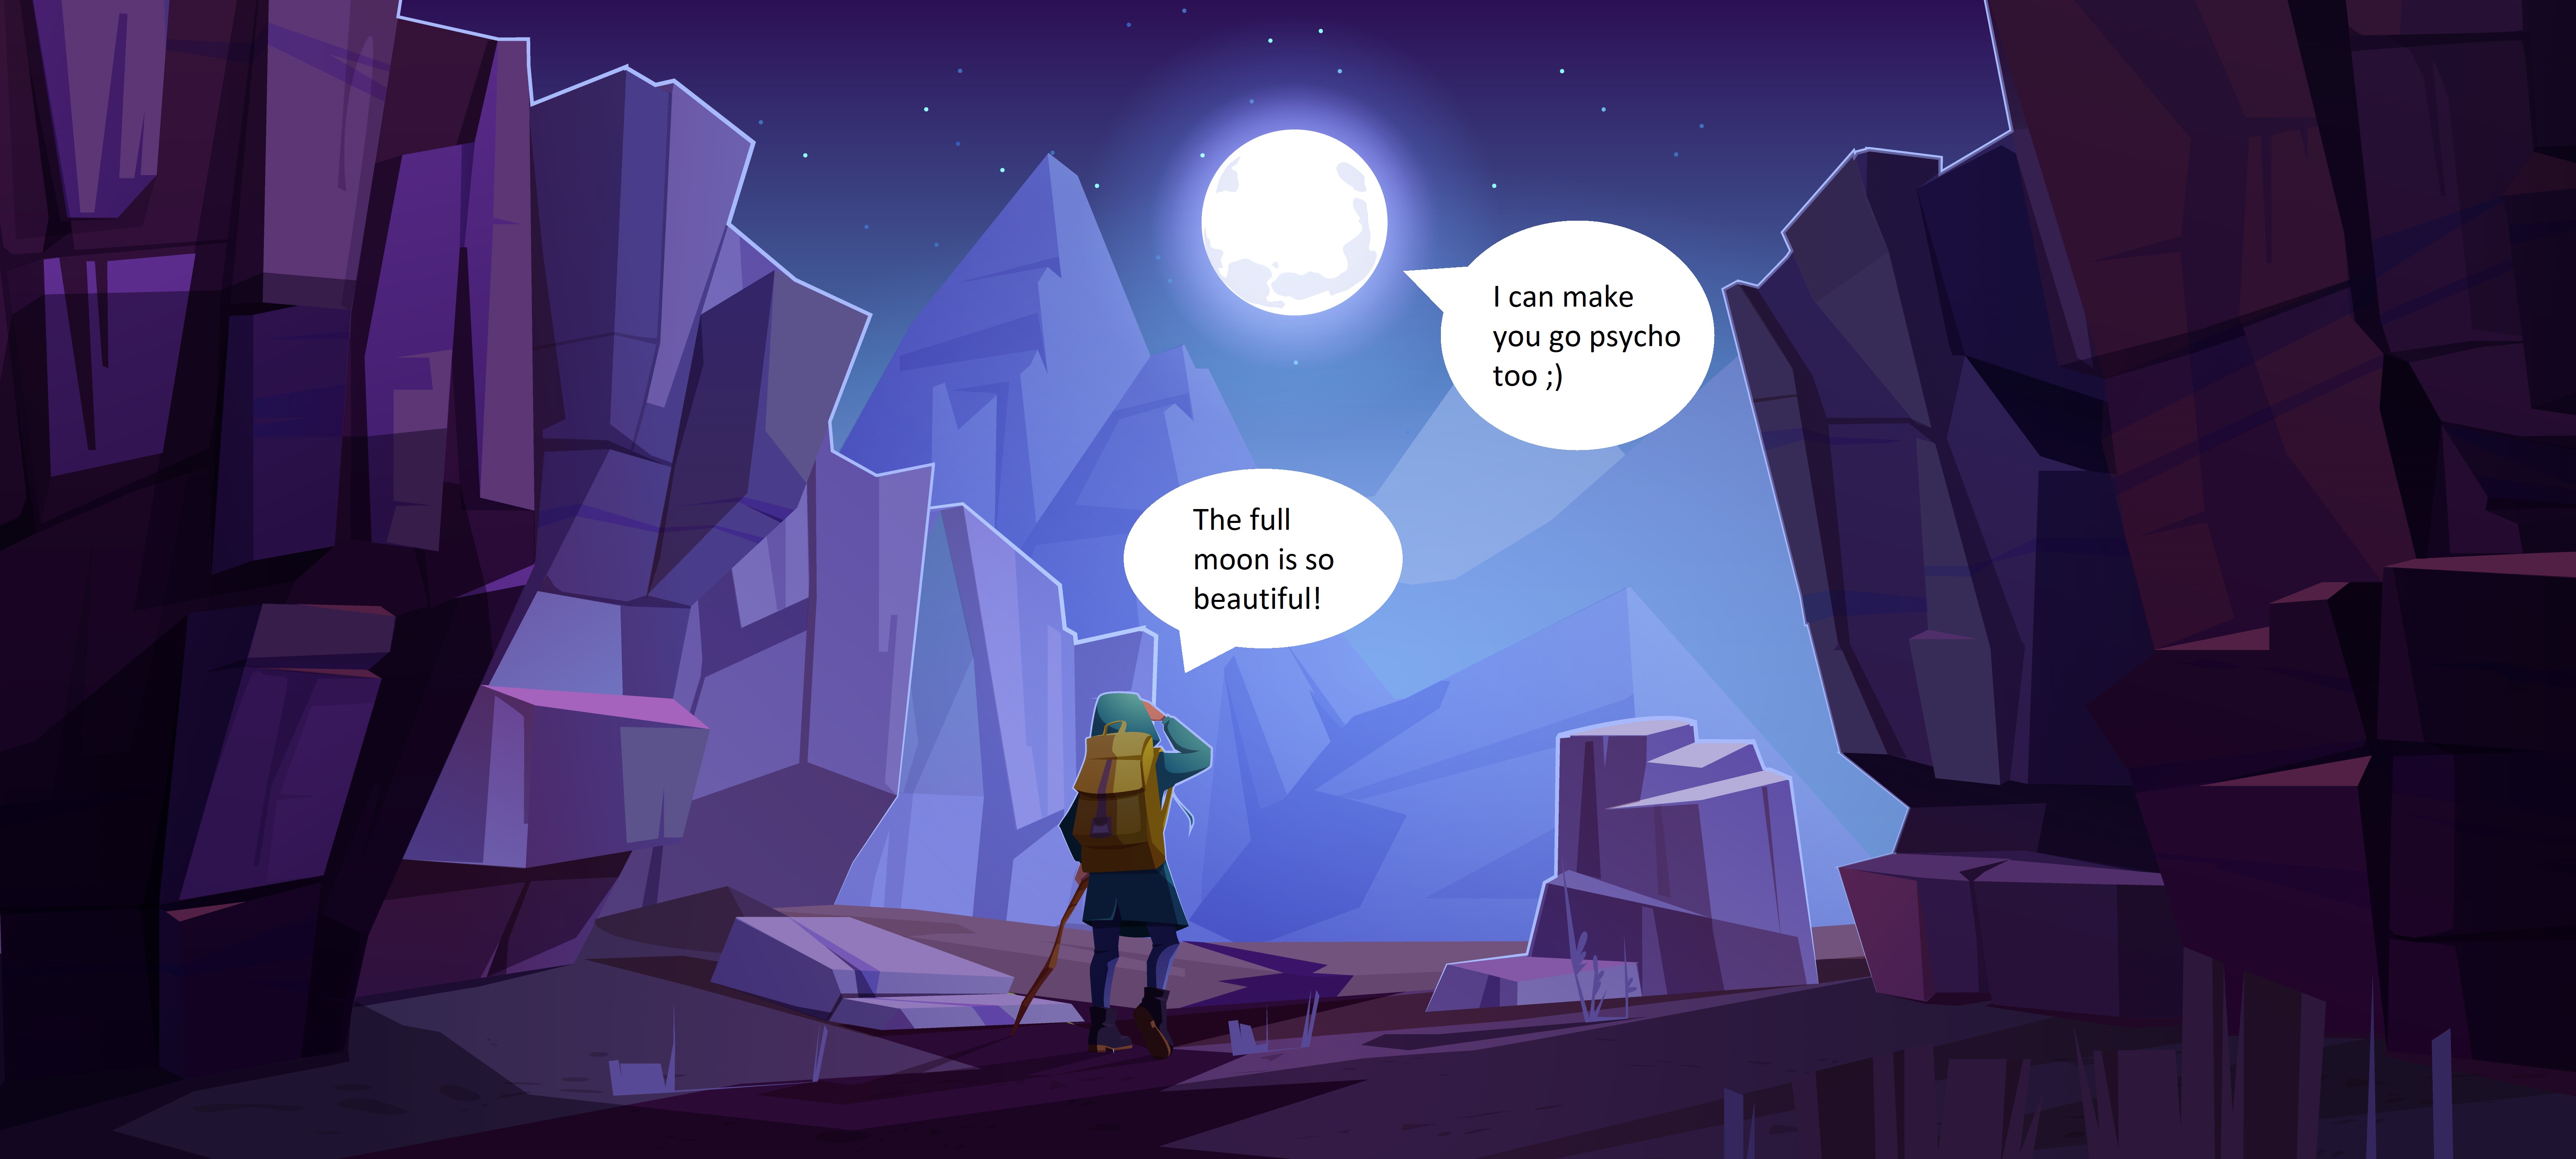 I can make
you go psycho
too ;)
The full
moon is so
beautiful!